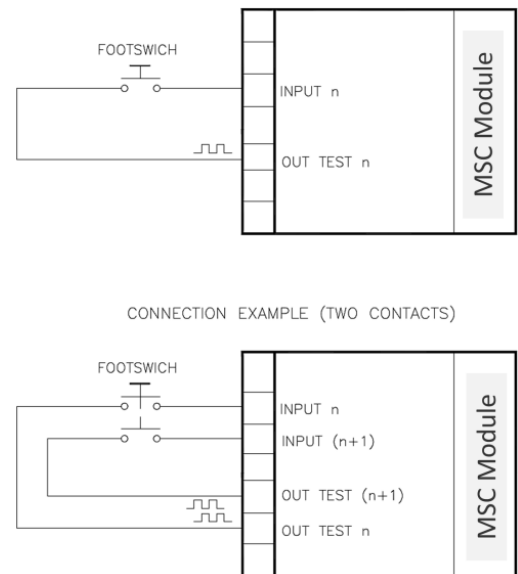 FOOTSWICH
INPUT n
OUT TEST n
MSC Module
CONNECTION EXAMPLE (TWO CONTACTS)
FOOTSWICH
INPUT n
INPUT (n+1)
OUT TEST (n+1)
OUT TEST n
MSC Module